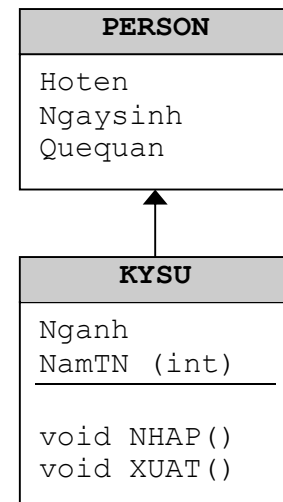 PERSON
Hoten
Ngaysinh
Quequan
KYSU
Nganh
NamTN (int)
void NHAP()
void XUAT()